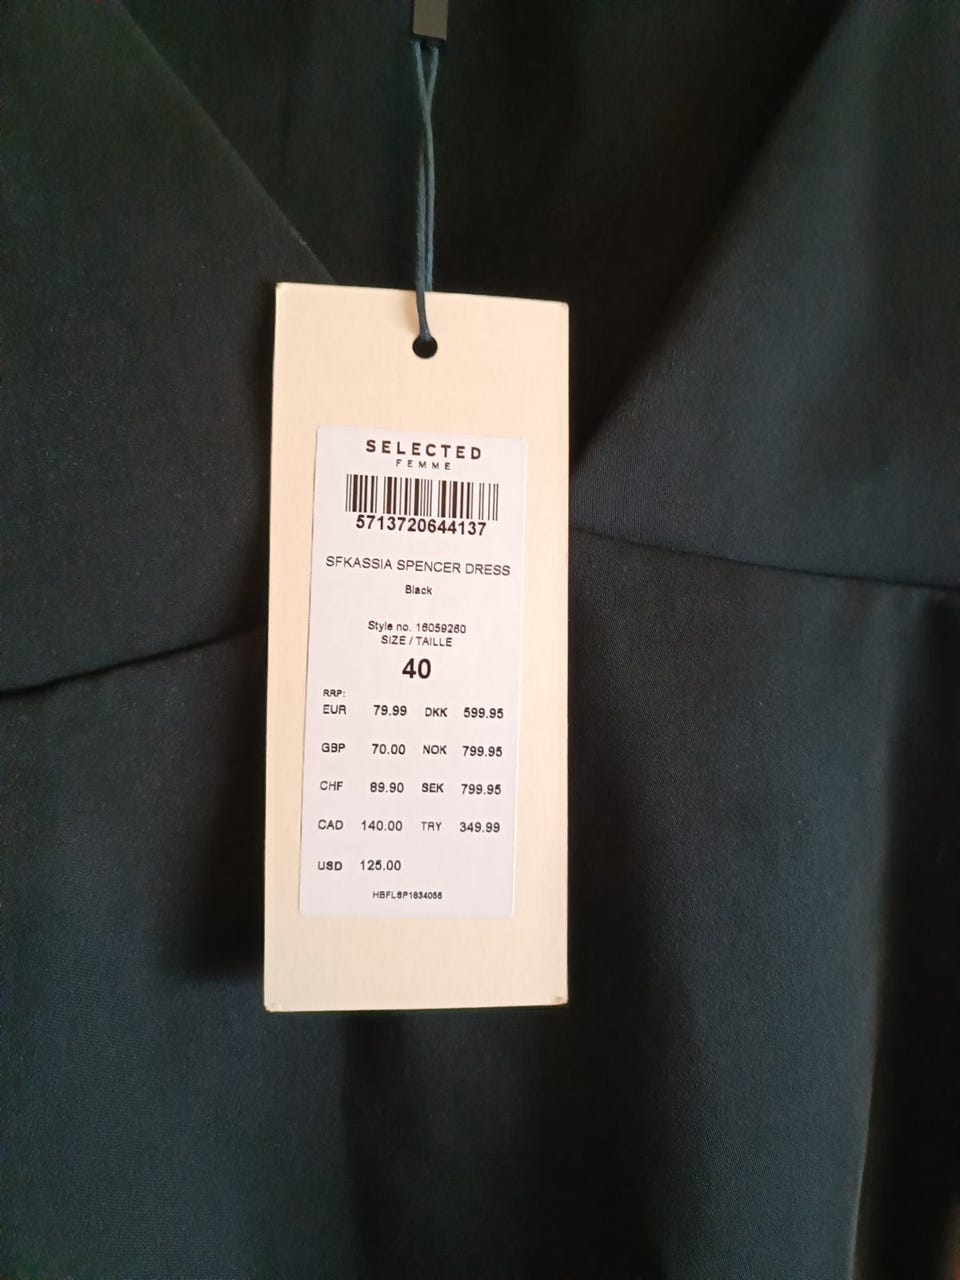 SELECTED
FEMME
5713720644137
SFKASSIA SPENCER DRESS
Black
Style no. 16059260
SIZE / TAILLE
40
RRP:
EUR 79.99 DKK 599.95
GBP 70.00 NOK 799.95
CHF 89.90 SEK 799.95
CAD 140.00 TRY 349.99
USD 125.00
HBFLSP1634055